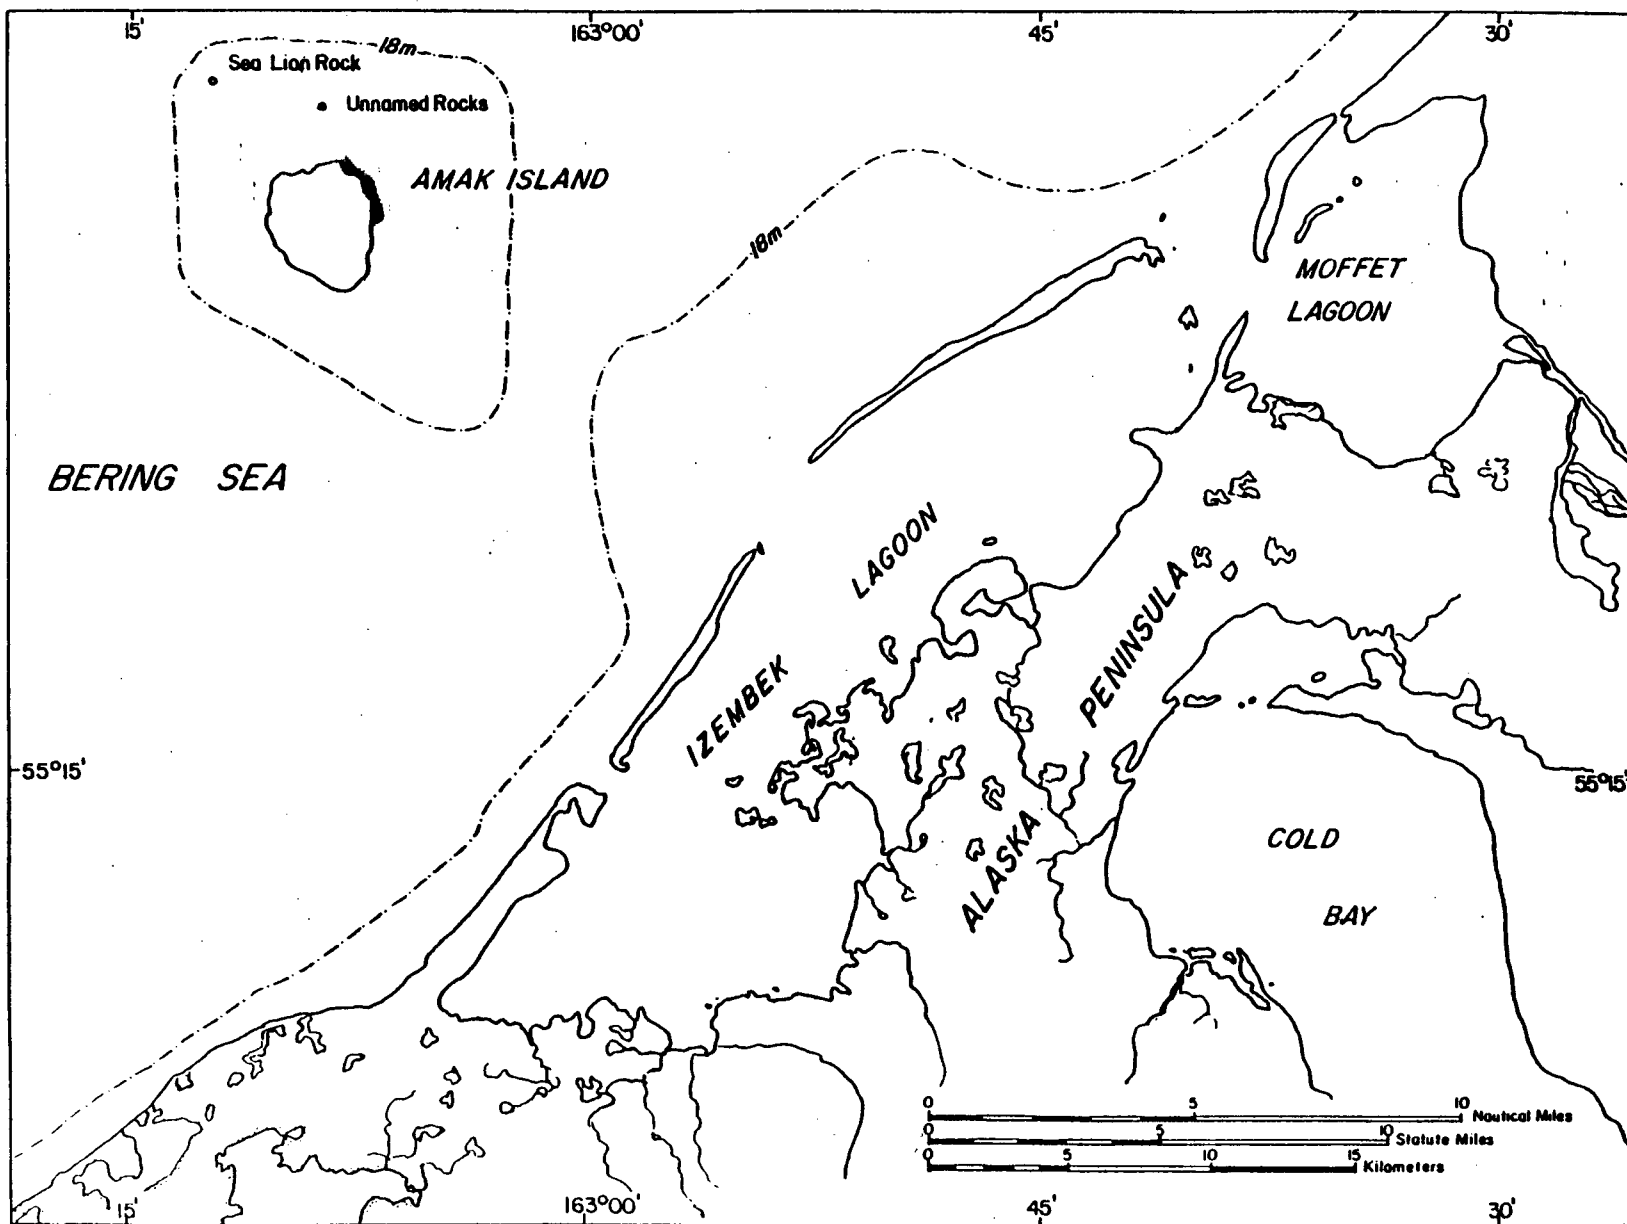 15'
163°00'
45'
30'
18m
Sea Lion Rock
Unnamed Rocks
AMAK ISLAND
18m
MOFFET
LAGOON
BERING SEA
IZEMBEK LAGOON
ALASKA PENINSULA
55°15'
55°15'
COLD
BAY
0 5 10 Nautical Miles
0 5 10 Statute Miles
0 5 10 15 Kilometers
15'
163°00'
45'
30'